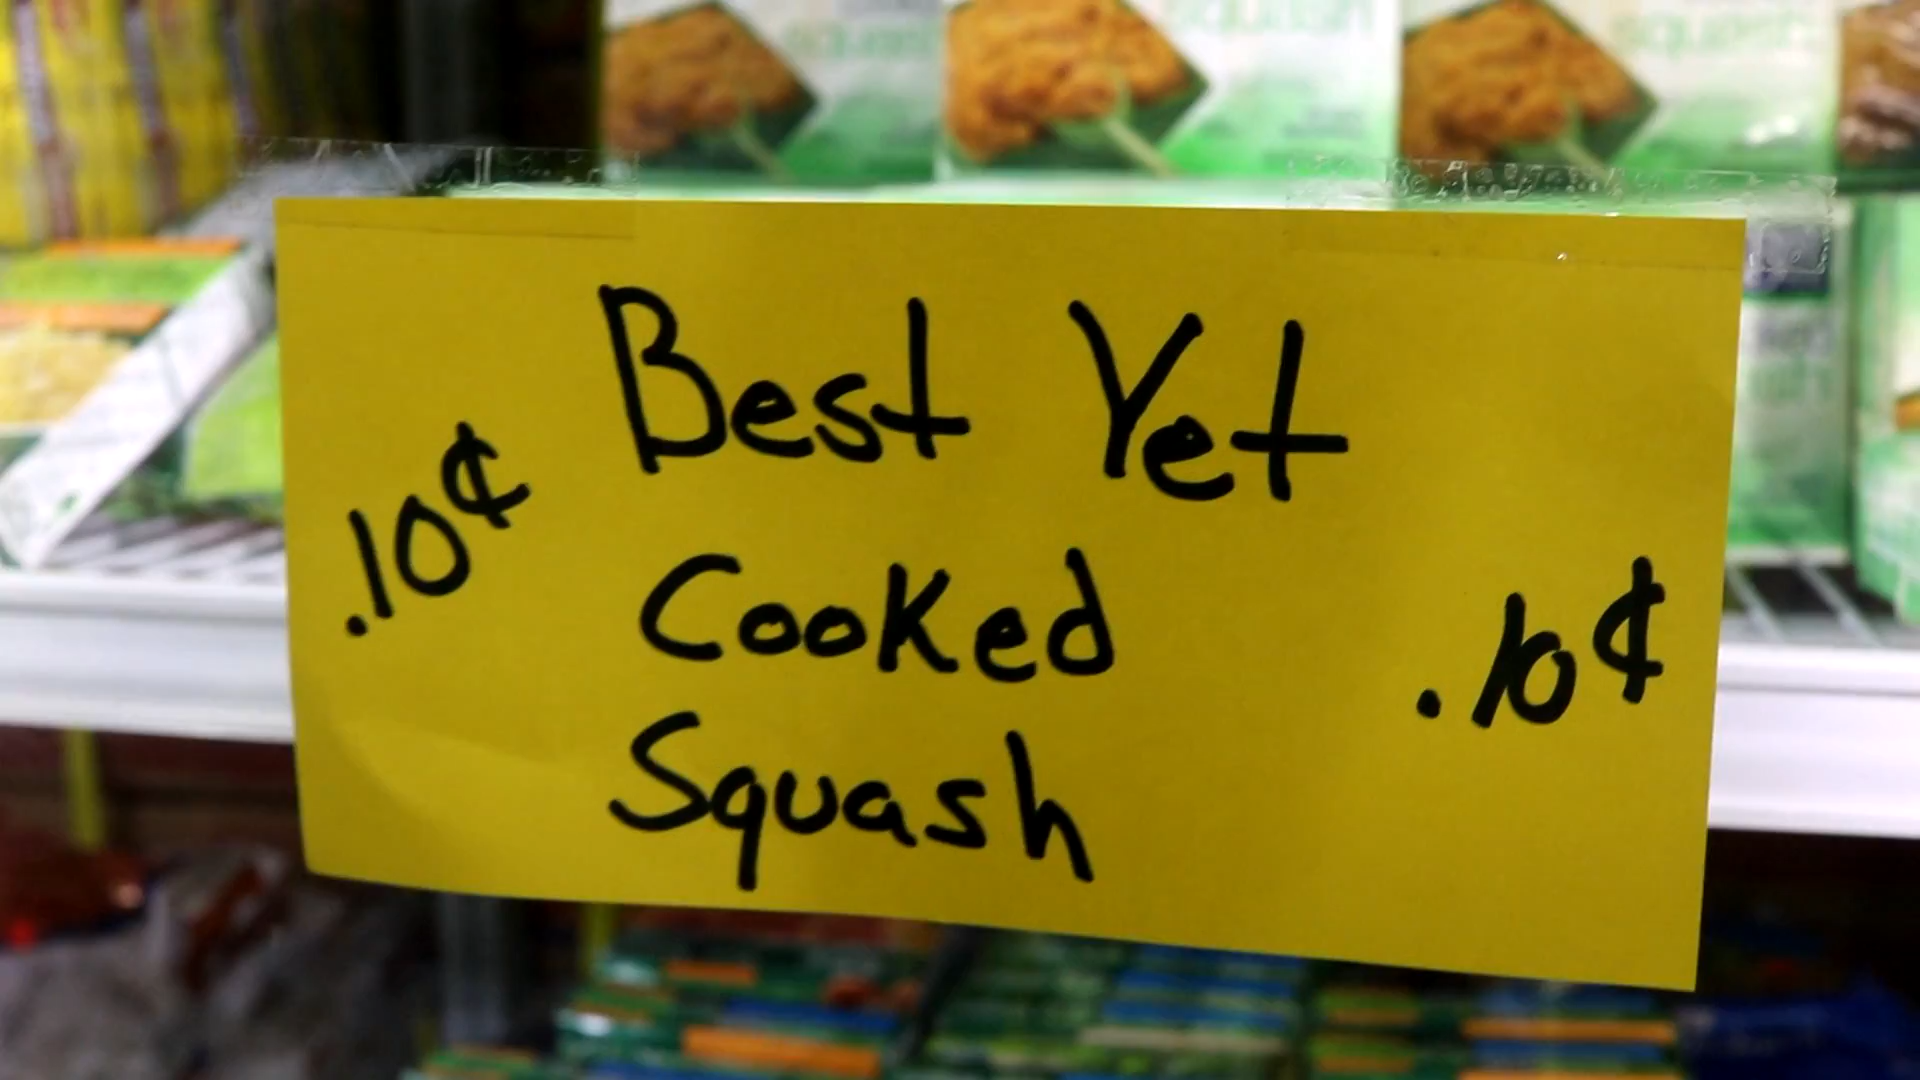 Best Yet
.10¢
Cooked
.10¢
Squash